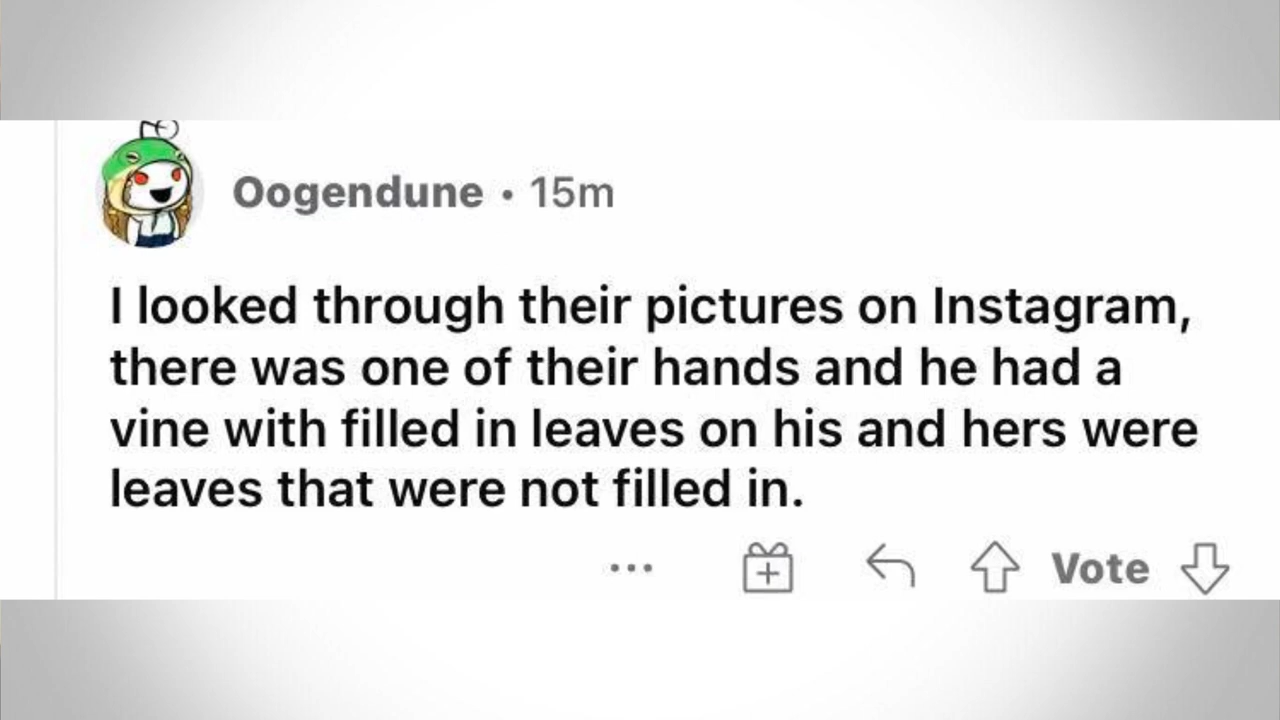 Oogendune • 15m
I looked through their pictures on Instagram,
there was one of their hands and he had a
vine with filled in leaves on his and hers were
leaves that were not filled in.
... Vote